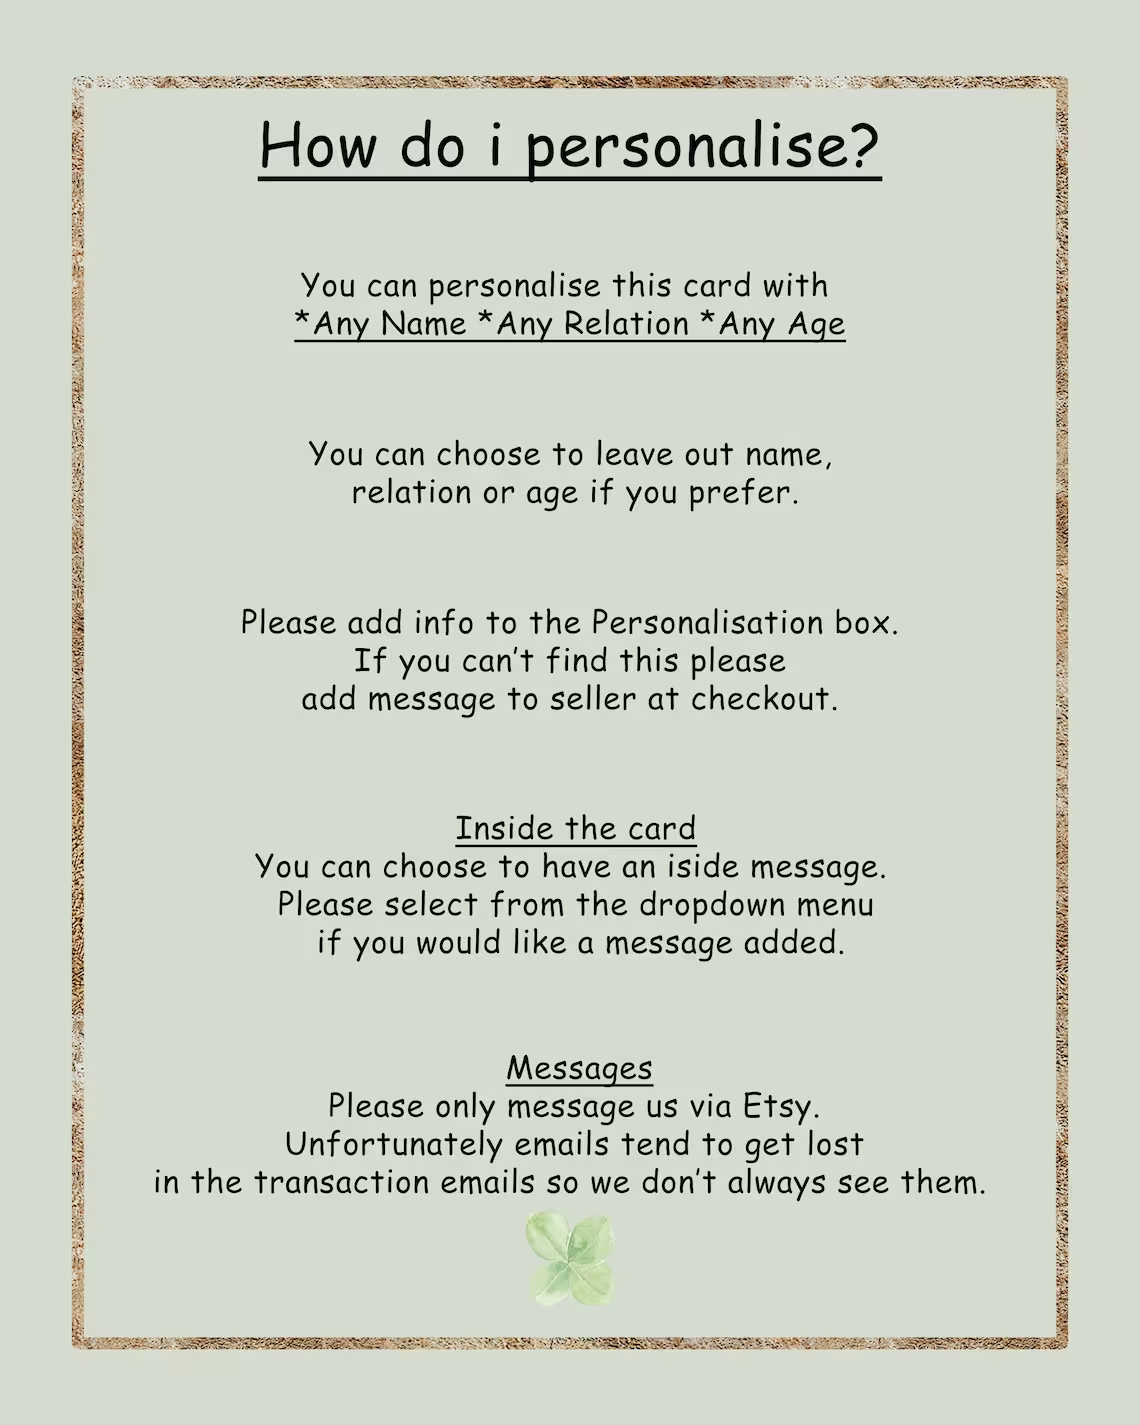 How do i personalise?
You can personalise this card with
*Any Name *Any Relation *Any Age
You can choose to leave out name,
relation or age if you prefer.
Please add info to the Personalisation box.
If you can't find this please
add message to seller at checkout.
Inside the card
You can choose to have an iside message.
Please select from the dropdown menu
if you would like a message added.
Messages
Please only message us via Etsy.
Unfortunately emails tend to get lost
in the transaction emails so we don't always see them.